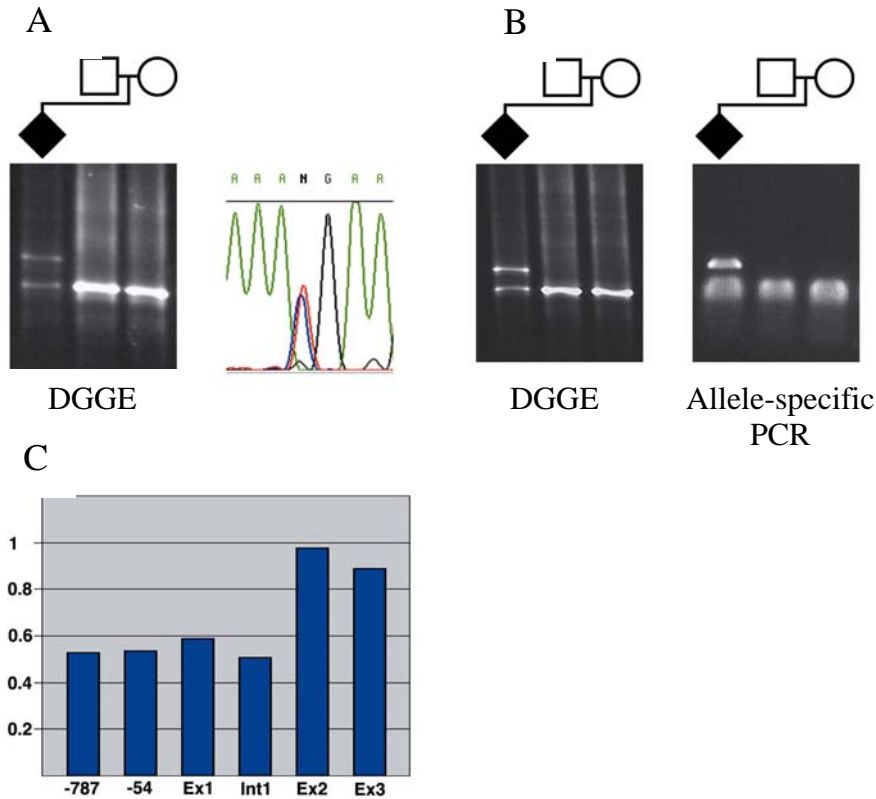 A
B
A A A N G A A
DGGE
DGGE
Allele-specific
PCR
C
1
0.8
0.6
0.4
0.2
-787 -54 Ex1 Int1 Ex2 Ex3